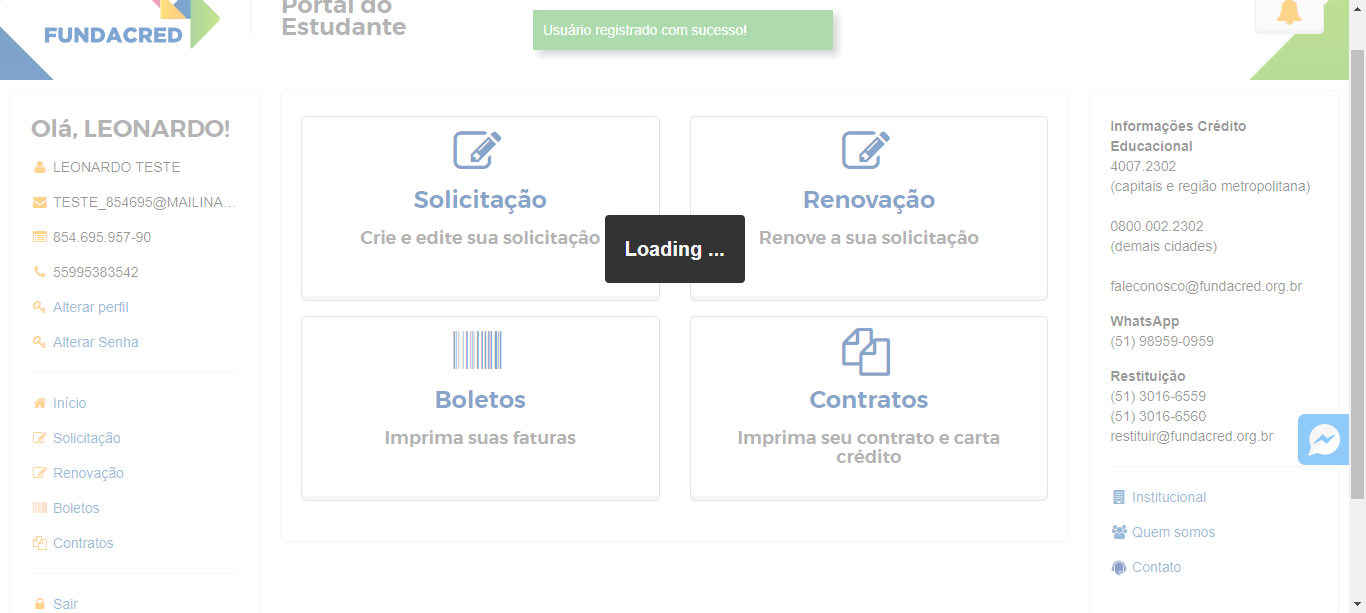 FUNDACRED
Portal do
Estudante
Usuário registrado com sucesso!
Olá, LEONARDO!
LEONARDO TESTE
TESTE_854695@MAILINA...
854.695.957-90
55995383542
Alterar perfil
Alterar Senha
Início
Solicitação
Renovação
Boletos
Contratos
Sair
Solicitação
Crie e edite sua solicitação
Renovação
Renove a sua solicitação
Loading ...
Boletos
Imprima suas faturas
Contratos
Imprima seu contrato e carta
crédito
Informações Crédito
Educacional
4007.2302
(capitais e região metropolitana)
0800.002.2302
(demais cidades)
faleconosco@fundacred.org.br
WhatsApp
(51) 98959-0959
Restituição
(51) 3016-6559
(51) 3016-6560
restituir@fundacred.org.br
Institucional
Quem somos
Contato